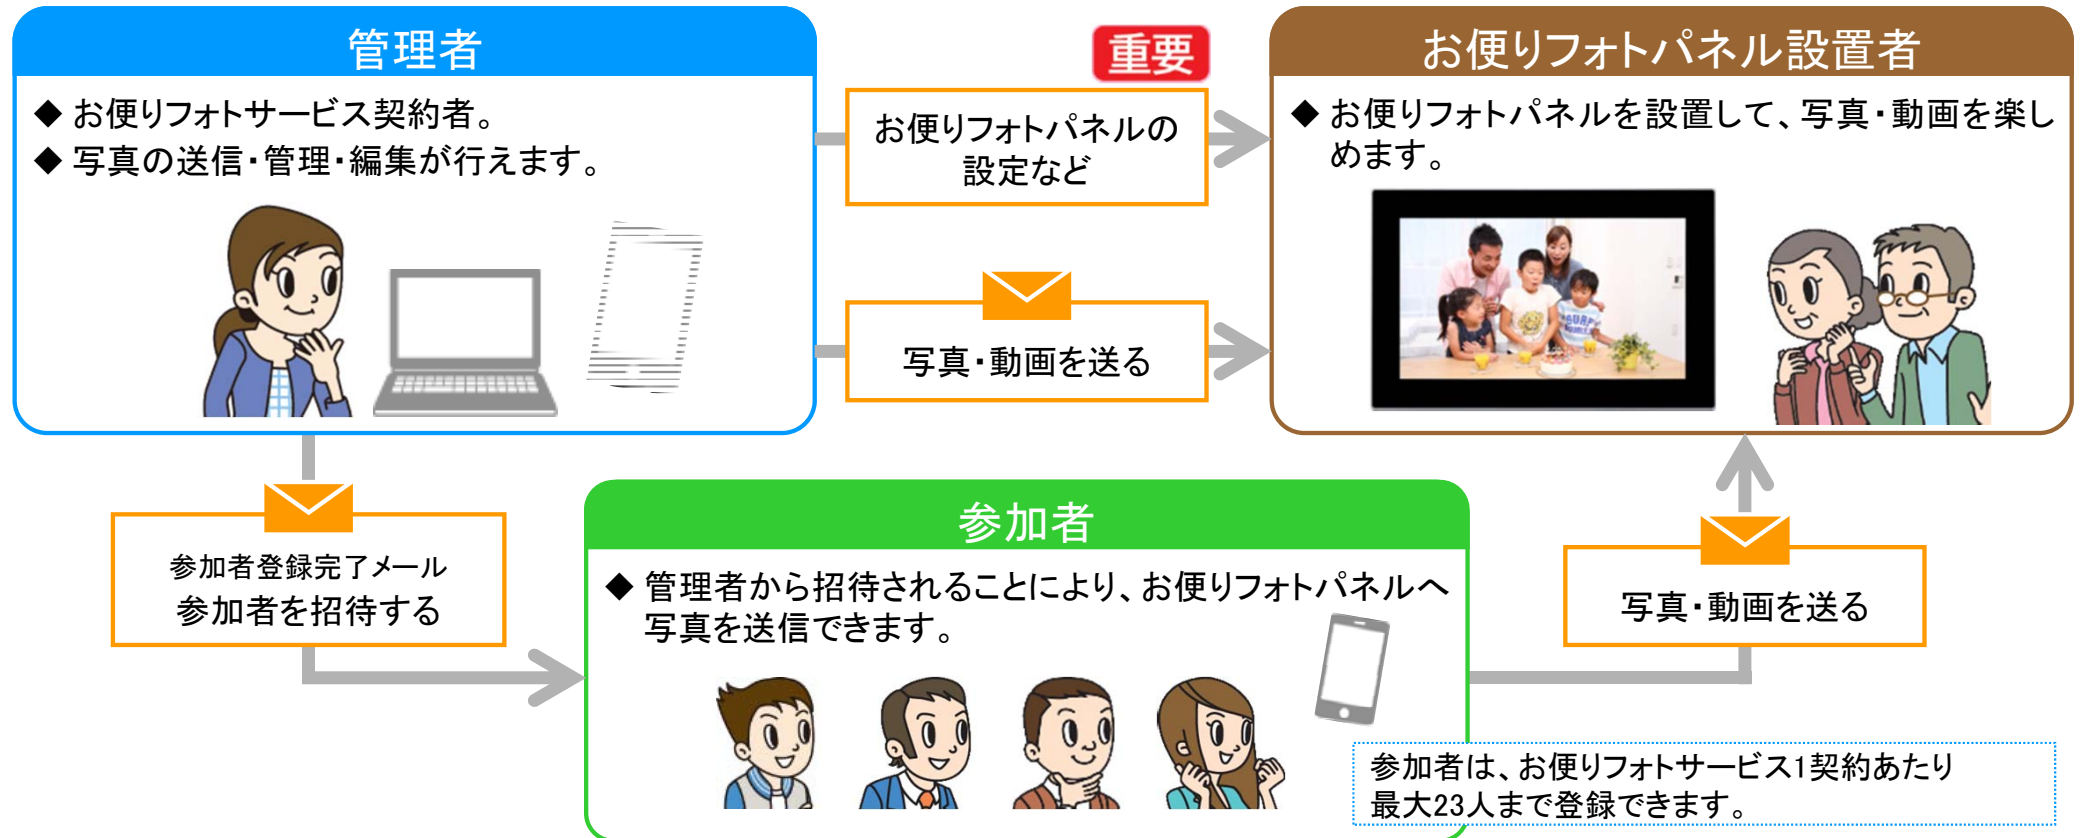 管理者
◆ お便りフォトサービス契約者。
◆ 写真の送信・管理・編集が行えます。
重要
お便りフォトパネルの
設定など
写真・動画を送る
お便りフォトパネル設置者
◆ お便りフォトパネルを設置して、写真・動画を楽し
めます。
参加者登録完了メール
参加者を招待する
参加者
◆ 管理者から招待されることにより、お便りフォトパネルへ
写真を送信できます。
写真・動画を送る
参加者は、お便りフォトサービス1契約あたり
最大23人まで登録できます。